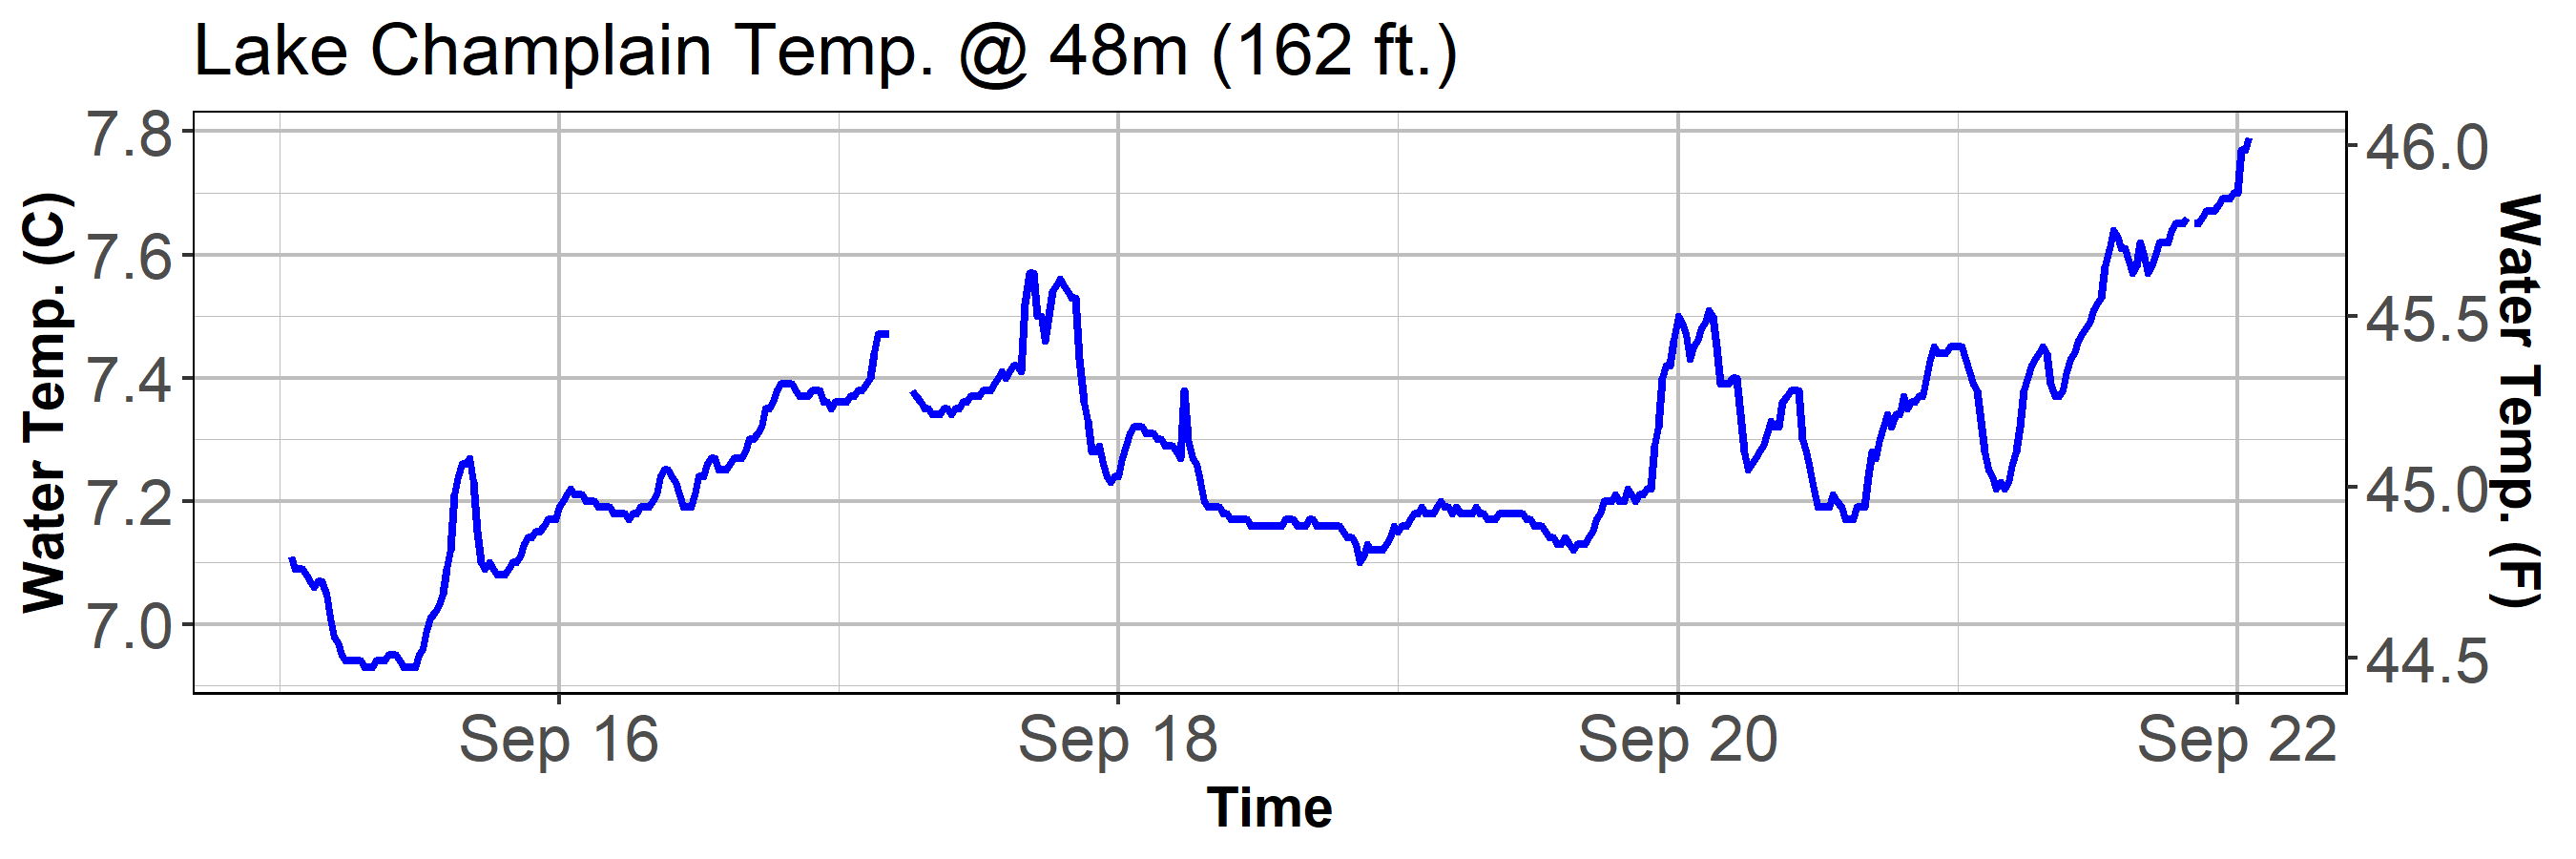 Lake Champlain Temp. @ 48m (162 ft.)
Water Temp. (C)
7.8
7.6
7.4
7.2
7.0
46.0
45.5
45.0
44.5
Water Temp. (F)
Sep 16
Sep 18
Sep 20
Sep 22
Time